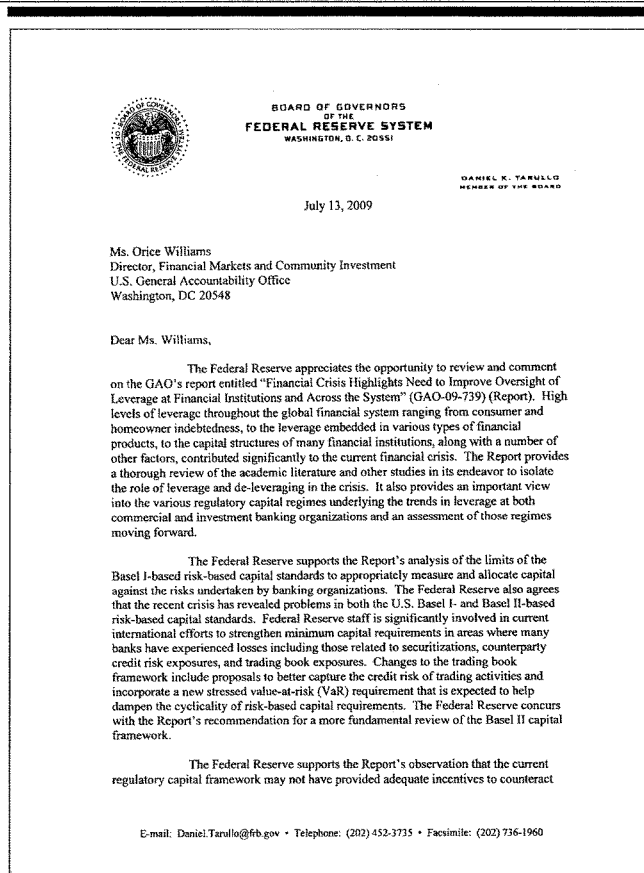 BOARD OF GOVERNORS
OF THE
FEDERAL RESERVE SYSTEM
WASHINGTON, D. C. 20551
DANIEL K. TARULLO
MEMBER OF THE BOARD
July 13, 2009
Ms. Orice Williams
Director, Financial Markets and Community Investment
U.S. General Accountability Office
Washington, DC 20548
Dear Ms. Williams,
The Federal Reserve appreciates the opportunity to review and comment
on the GAO's report entitled "Financial Crisis Highlights Need to Improve Oversight of
Leverage at Financial Institutions and Across the System" (GAO-09-739) (Report). High
levels of leverage throughout the global financial system ranging from consumer and
homeowner indebtedness, to the leverage embedded in various types of financial
products, to the capital structures of many financial institutions, along with a number of
other factors, contributed significantly to the current financial crisis. The Report provides
a thorough review of the academic literature and other studies in its endeavor to isolate
the role of leverage and de-leveraging in the crisis. It also provides an important view
into the various regulatory capital regimes underlying the trends in leverage at both
commercial and investment banking organizations and an assessment of those regimes
moving forward.
The Federal Reserve supports the Report's analysis of the limits of the
Basel I-based risk-based capital standards to appropriately measure and allocate capital
against the risks undertaken by banking organizations. The Federal Reserve also agrees
that the recent crisis has revealed problems in both the U.S. Basel I- and Basel II-based
risk-based capital standards. Federal Reserve staff is significantly involved in current
international efforts to strengthen minimum capital requirements in areas where many
banks have experienced losses including those related to securitizations, counterparty
credit risk exposures, and trading book exposures. Changes to the trading book
framework include proposals to better capture the credit risk of trading activities and
incorporate a new stressed value-at-risk (VaR) requirement that is expected to help
dampen the cyclicality of risk-based capital requirements. The Federal Reserve concurs
with the Report's recommendation for a more fundamental review of the Basel II capital
framework.
The Federal Reserve supports the Report's observation that the current
regulatory capital framework may not have provided adequate incentives to counteract
E-mail: Daniel.Tarullo@frb.gov • Telephone: (202) 452-3735 • Facsimile: (202) 736-1960